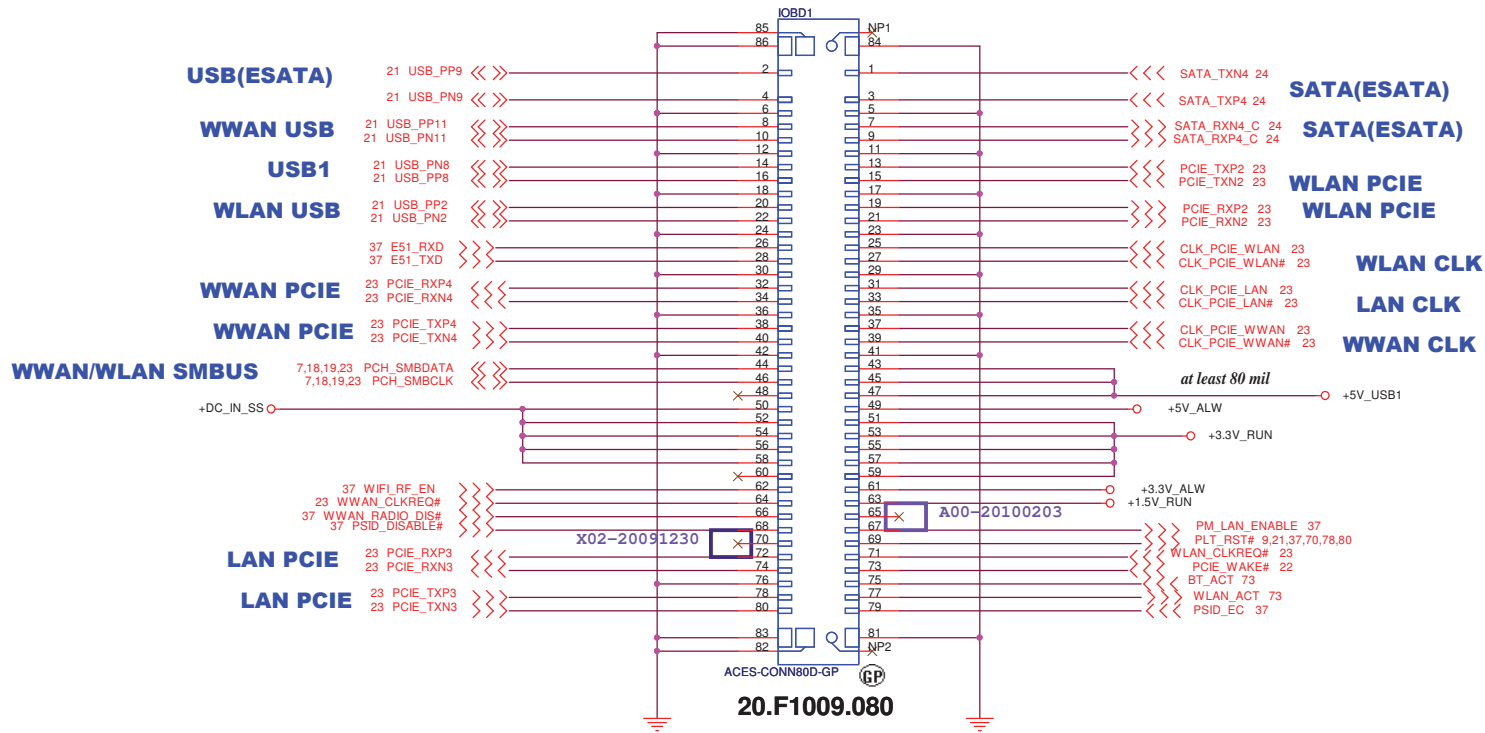 IOBD1
85 NP1
86 84
USB(ESATA) 21 USB_PP9 2 1 SATA_TXN4 24
21 USB_PN9 4 3 SATA_TXP4 24 SATA(ESATA)
6 5
WWAN USB 21 USB_PP11 8 7 SATA_RXN4_C 24 SATA(ESATA)
21 USB_PN11 10 9 SATA_RXP4_C 24
12 11
USB1 21 USB_PN8 14 13 PCIE_TXP2 23
21 USB_PP8 16 15 PCIE_TXN2 23 WLAN PCIE
18 17
WLAN USB 21 USB_PP2 20 19 PCIE_RXP2 23 WLAN PCIE
21 USB_PN2 22 21 PCIE_RXN2 23
24 23
37 E51_RXD 26 25 CLK_PCIE_WLAN 23
37 E51_TXD 28 27 CLK_PCIE_WLAN# 23 WLAN CLK
30 29
WWAN PCIE 23 PCIE_RXP4 32 31 CLK_PCIE_LAN 23
23 PCIE_RXN4 34 33 CLK_PCIE_LAN# 23 LAN CLK
36 35
WWAN PCIE 23 PCIE_TXP4 38 37 CLK_PCIE_WWAN 23
23 PCIE_TXN4 40 39 CLK_PCIE_WWAN# 23 WWAN CLK
42 41
WWAN/WLAN SMBUS 7,18,19,23 PCH_SMBDATA 44 43
7,18,19,23 PCH_SMBCLK 46 45 at least 80 mil
48 47 +5V_USB1
+DC_IN_SS 50 49 +5V_ALW
52 51
54 53 +3.3V_RUN
56 55
58 57
60 59
37 WIFI_RF_EN 62 61 +3.3V_ALW
23 WWAN_CLKREQ# 64 63 +1.5V_RUN
37 WWAN_RADIO_DIS# 66 65 A00-20100203
37 PSID_DISABLE# 68 67 PM_LAN_ENABLE 37
X02-20091230 70 69 PLT_RST# 9,21,37,70,78,80
LAN PCIE 23 PCIE_RXP3 72 71 WLAN_CLKREQ# 23
23 PCIE_RXN3 74 73 PCIE_WAKE# 22
76 75 BT_ACT 73
LAN PCIE 23 PCIE_TXP3 78 77 WLAN_ACT 73
23 PCIE_TXN3 80 79 PSID_EC 37
83 81
82 NP2
ACES-CONN80D-GP GP
20.F1009.080